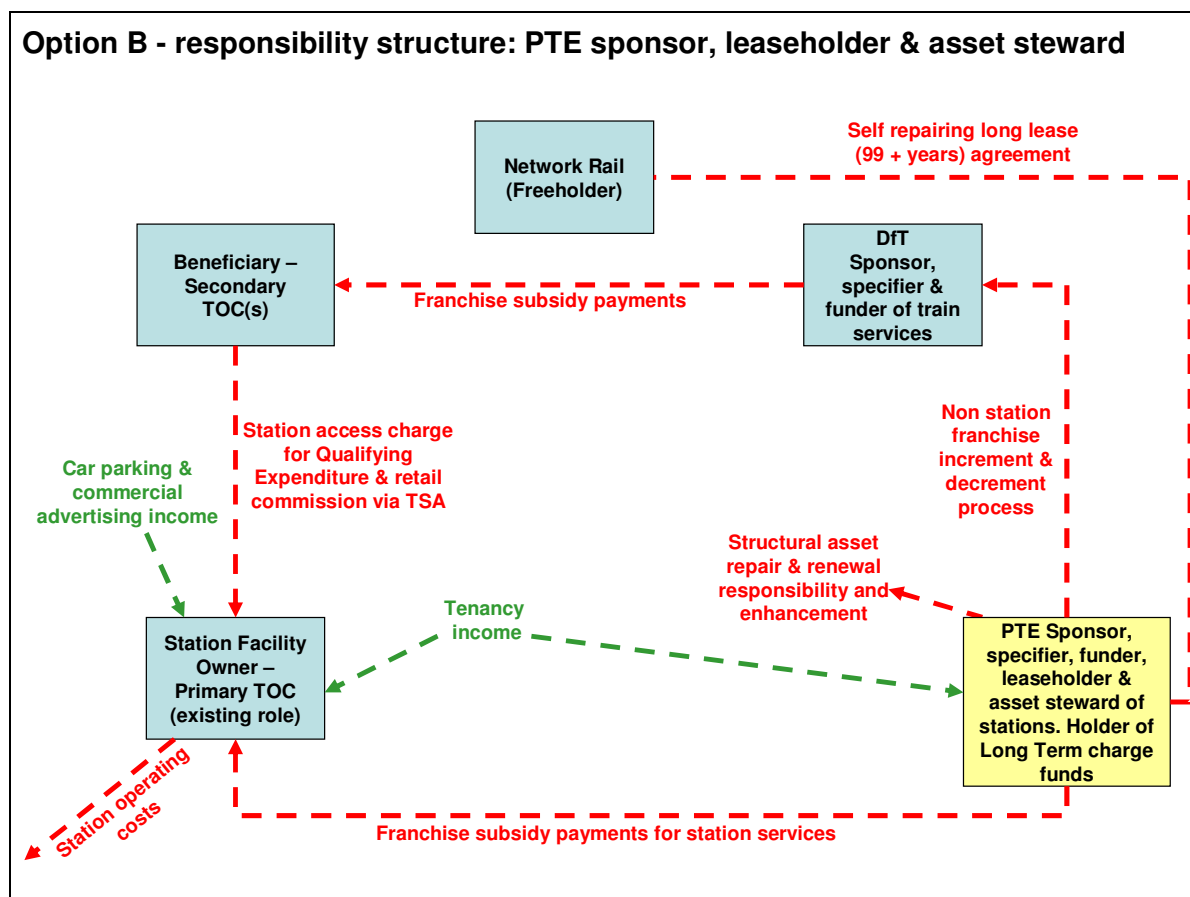 Option B - responsibility structure: PTE sponsor, leaseholder & asset steward
Self repairing long lease
(99 + years) agreement
Network Rail
(Freeholder)
Beneficiary –
Secondary
TOC(s)
Franchise subsidy payments
DfT
Sponsor,
specifier &
funder of train
services
Station access charge
for Qualifying
Expenditure & retail
commission via TSA
Non station
franchise
increment &
decrement
process
Car parking &
commercial
advertising income
Structural asset
repair & renewal
responsibility and
enhancement
Tenancy
income
Station Facility
Owner –
Primary TOC
(existing role)
PTE Sponsor,
specifier, funder,
leaseholder &
asset steward of
stations. Holder of
Long Term charge
funds
Station operating
costs
Franchise subsidy payments for station services